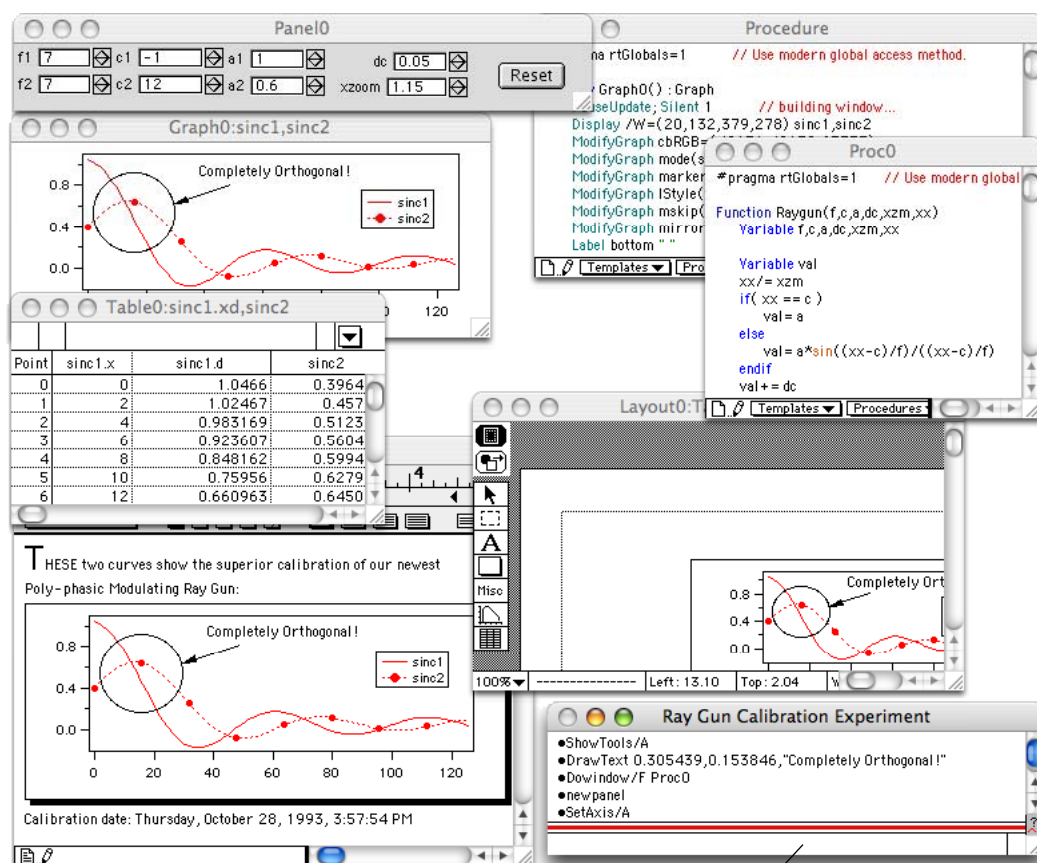 Panel0
f1 7 c1 -1 a1 1 dc 0.05
f2 7 c2 12 a2 0.6 xzoom 1.15
Reset
Procedure
ma rtGlobals=1 // Use modern global access method.
Graph0() : Graph
useUpdate; Silent 1 // building window...
Display /W=(20,132,379,278) sinc1,sinc2
ModifyGraph cbRGB=
ModifyGraph mode(s
ModifyGraph marker
ModifyGraph lStyle(
ModifyGraph mskip(
ModifyGraph mirror
Label bottom " "
Templates Pro
Graph0:sinc1,sinc2
Completely Orthogonal!
0.8
0.4
0.0
sinc1
sinc2
120
Proc0
#pragma rtGlobals=1 // Use modern global
Function Raygun(f,c,a,dc,xzm,xx)
Variable f,c,a,dc,xzm,xx
Variable val
xx/= xzm
if( xx == c )
val= a
else
val= a*sin((xx-c)/f)/((xx-c)/f)
endif
val+= dc
Templates Procedures
Table0:sinc1.xd,sinc2
Point sinc1.x sinc1.d sinc2
0 0 1.0466 0.3964
1 2 1.02467 0.457
2 4 0.983169 0.5123
3 6 0.923607 0.5604
4 8 0.848162 0.5994
5 10 0.75956 0.6279
6 12 0.660963 0.6450
4
THESE two curves show the superior calibration of our newest
Poly-phasic Modulating Ray Gun:
Completely Orthogonal!
0.8
0.4
0.0
sinc1
sinc2
0 20 40 60 80 100 120
Calibration date: Thursday, October 28, 1993, 3:57:54 PM
Layout0:T
A
Misc
Completely Ort
0.8
0.4
0.0
100% Left: 13.10 Top: 2.04
Ray Gun Calibration Experiment
•ShowTools/A
•DrawText 0.305439,0.153846,"Completely Orthogonal!"
•Dowindow/F Proc0
•newpanel
•SetAxis/A
?